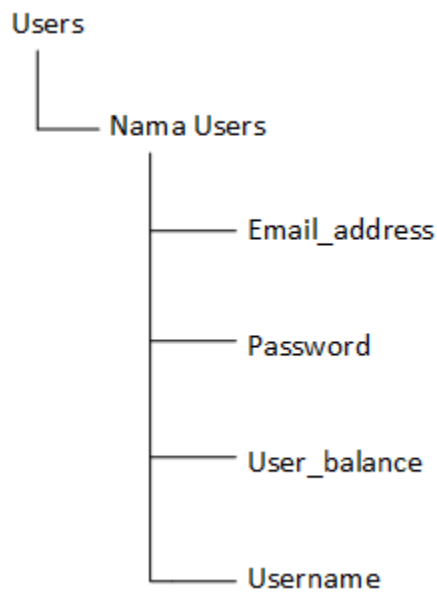 Users
Nama Users
Email_address
Password
User_balance
Username